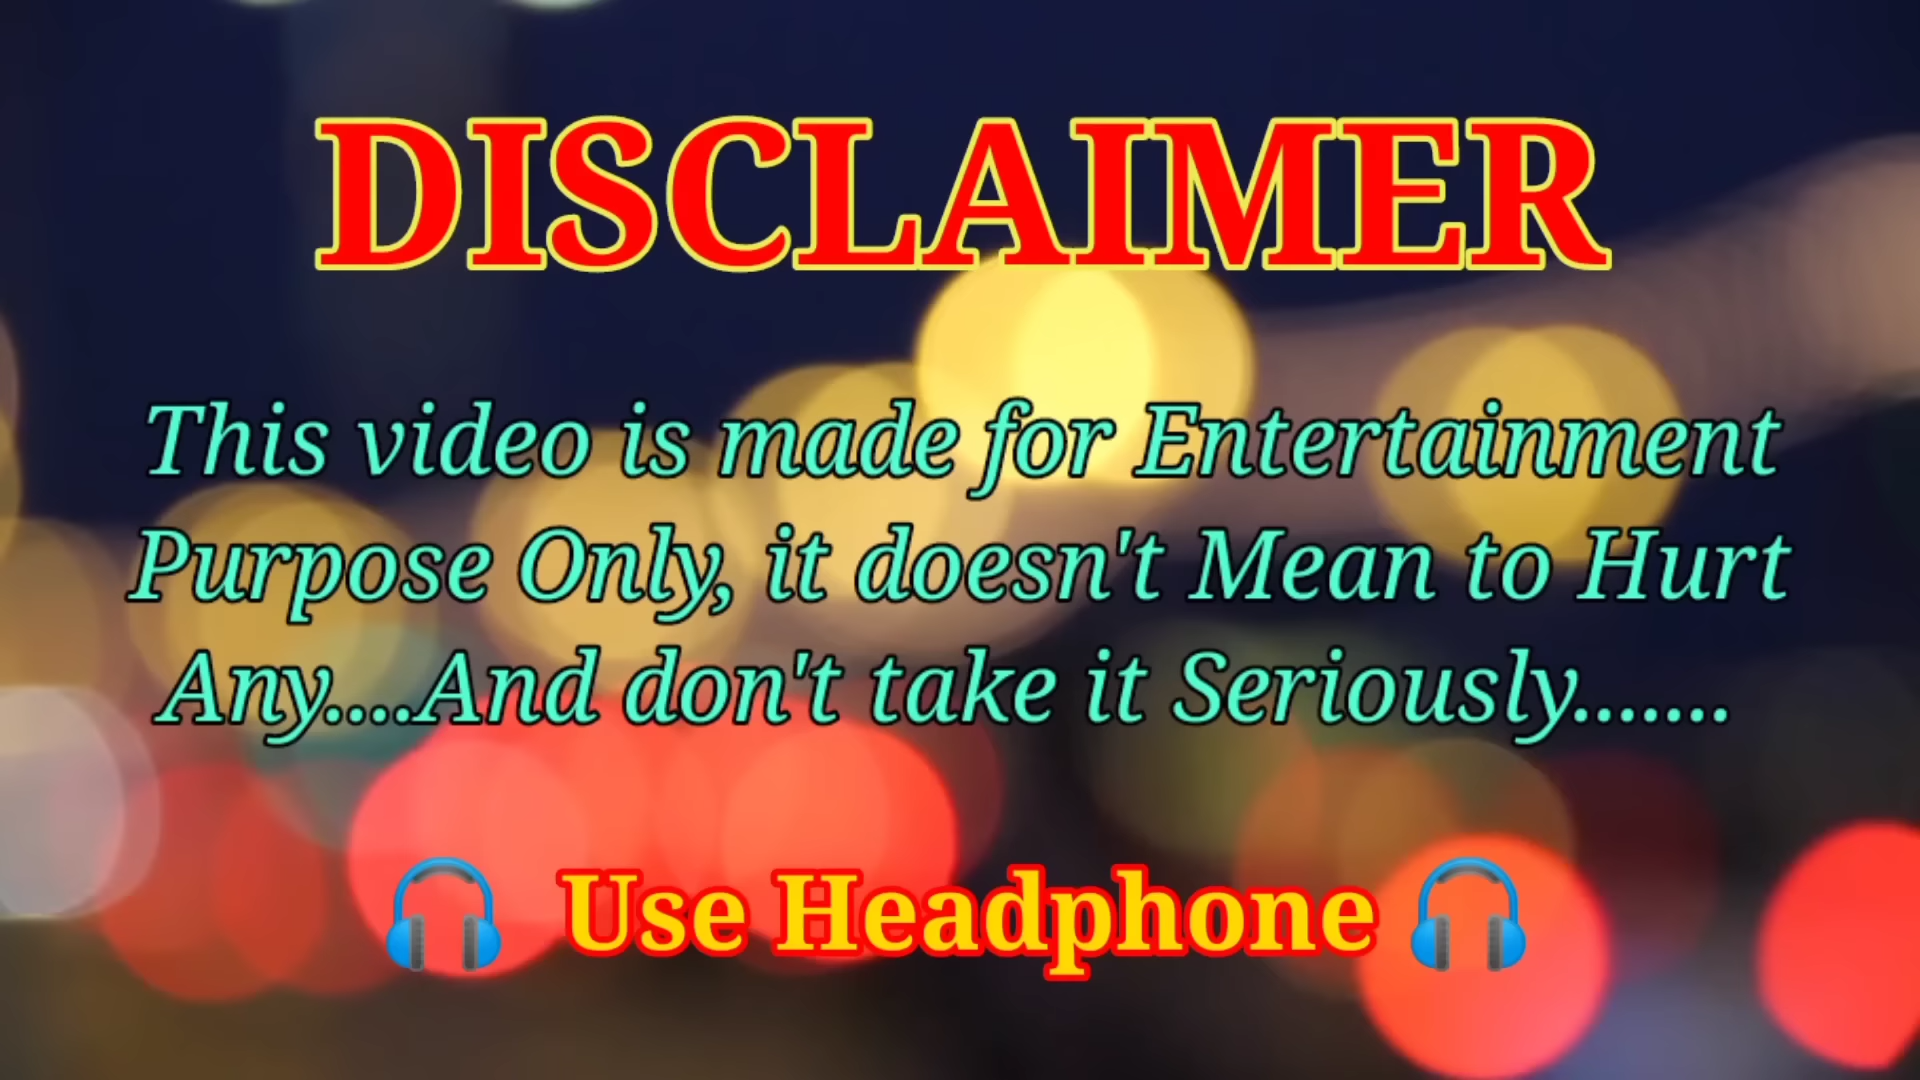 DISCLAIMER
This video is made for Entertainment
Purpose Only, it doesn't Mean to Hurt
Any....And don't take it Seriously.......
🎧 Use Headphone 🎧